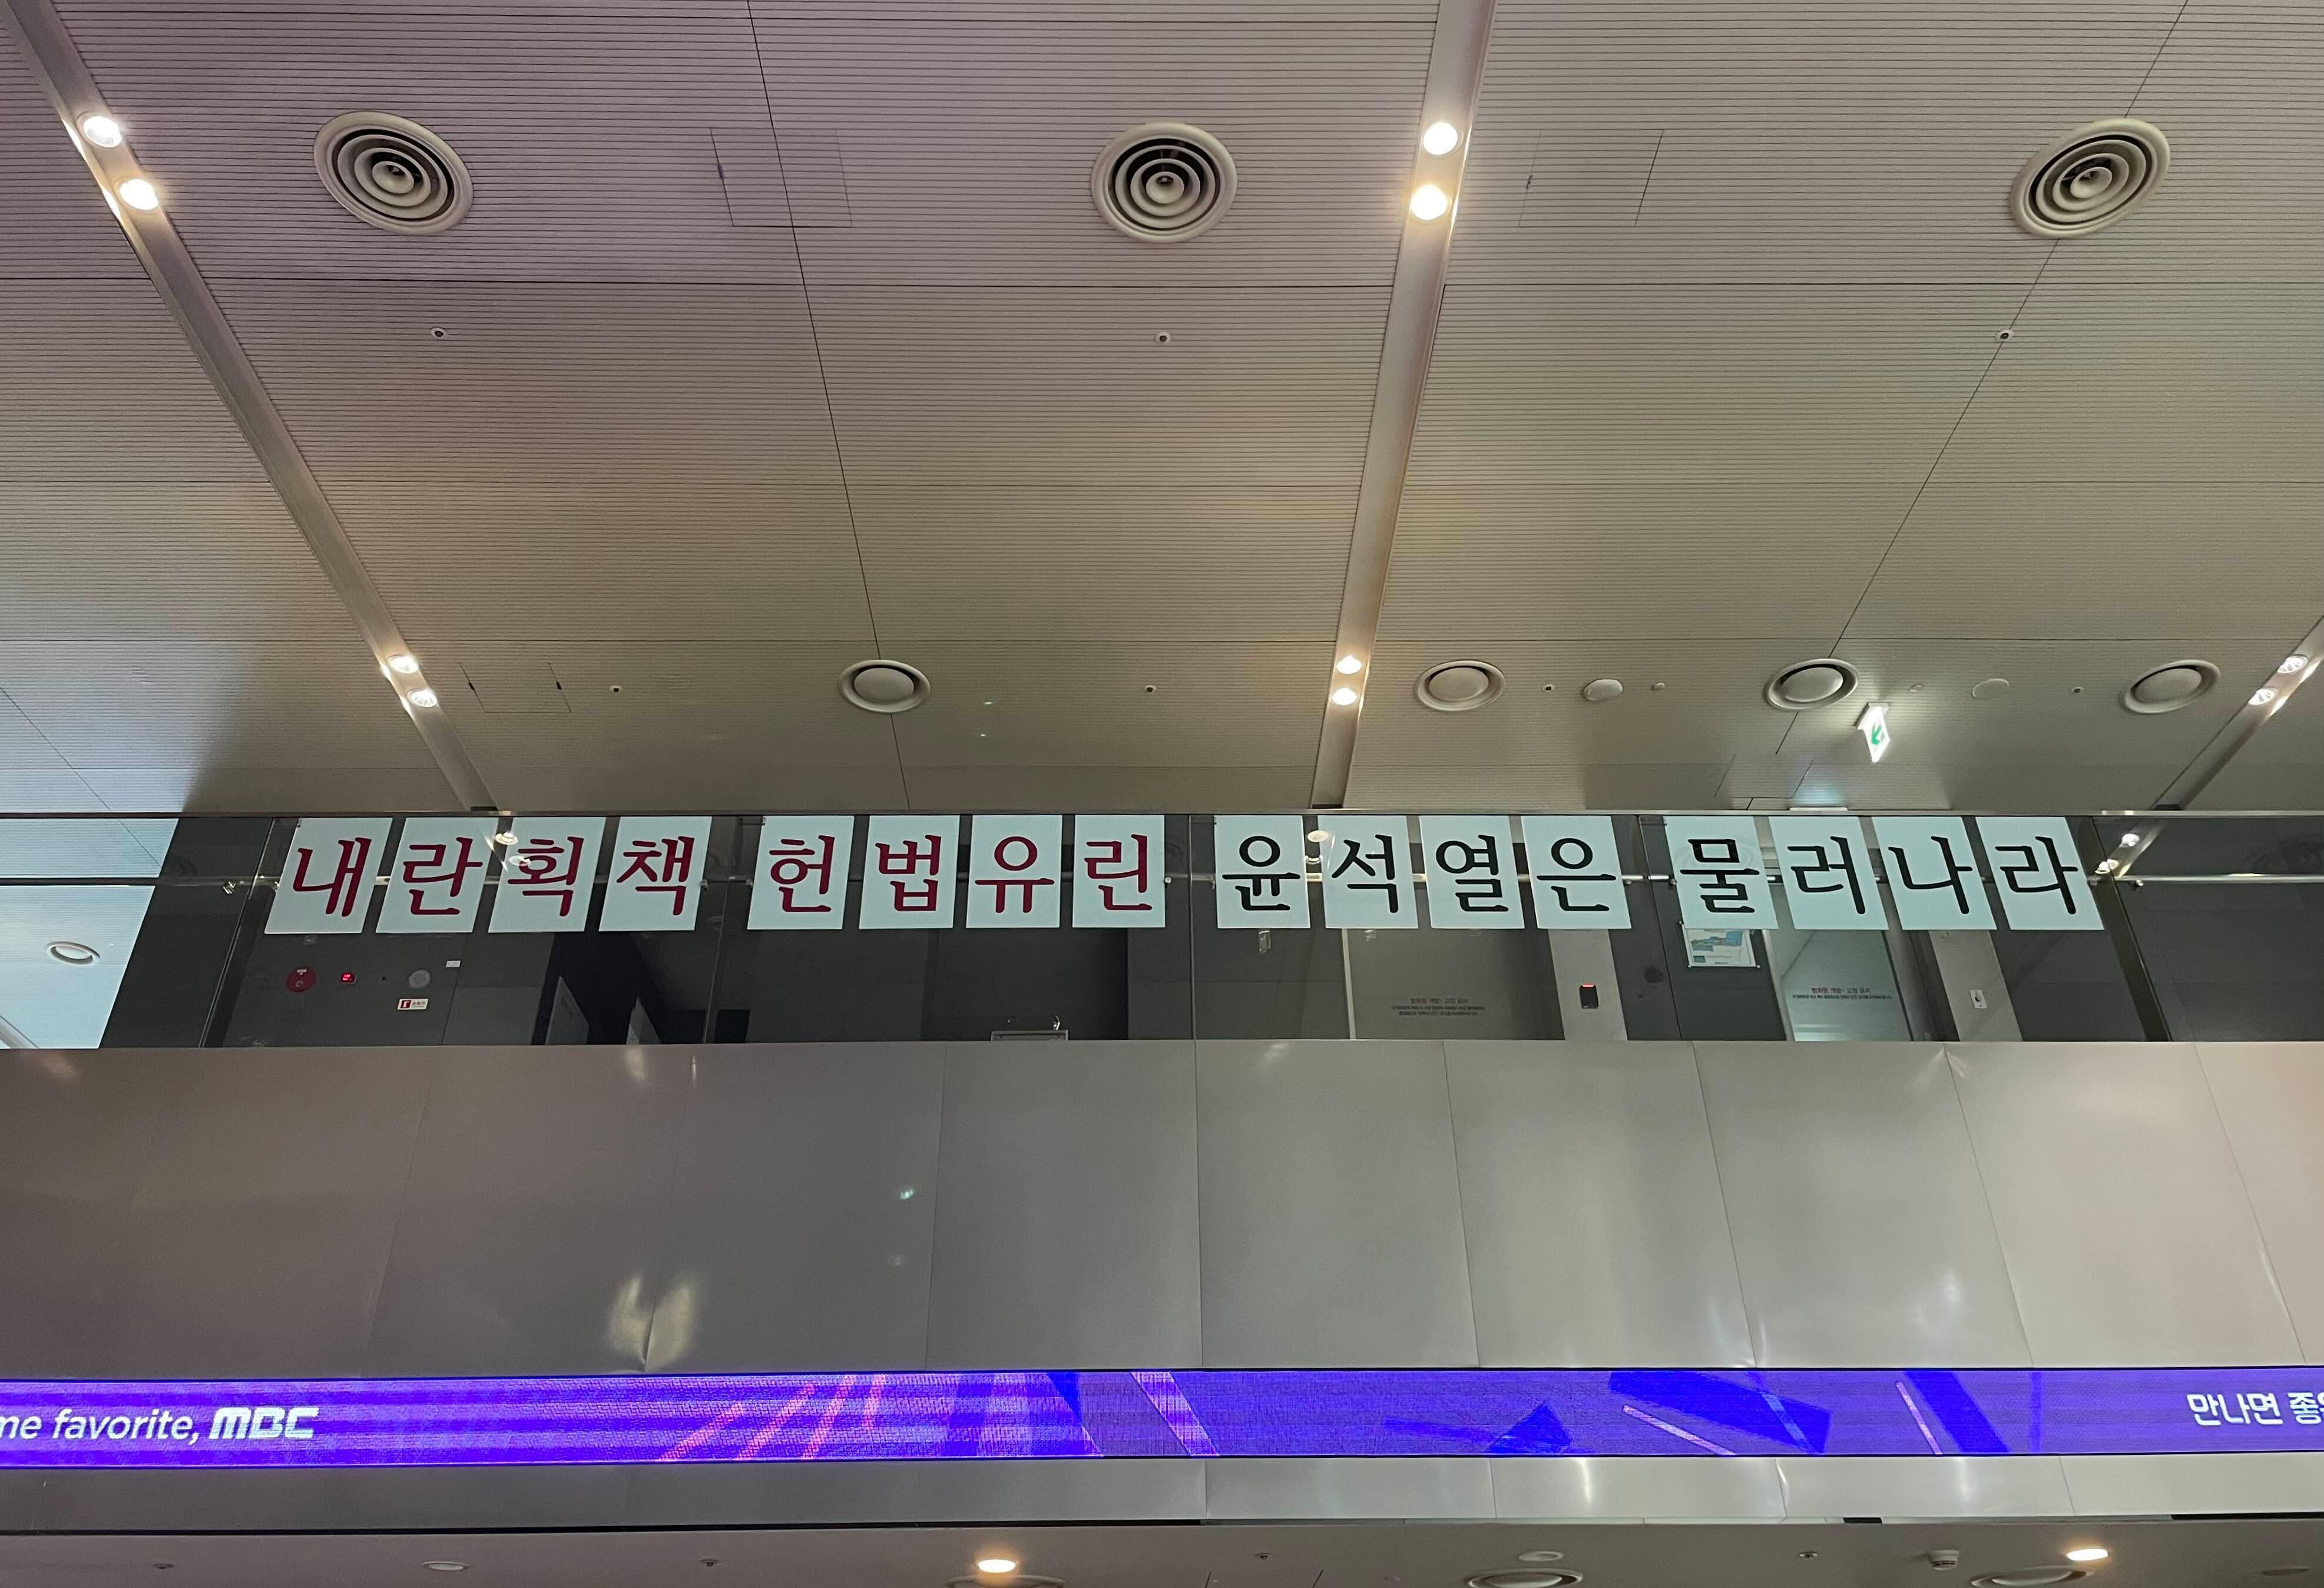 내란획책 헌법유린 윤석열은 물러나라
me favorite, MBC
만나면